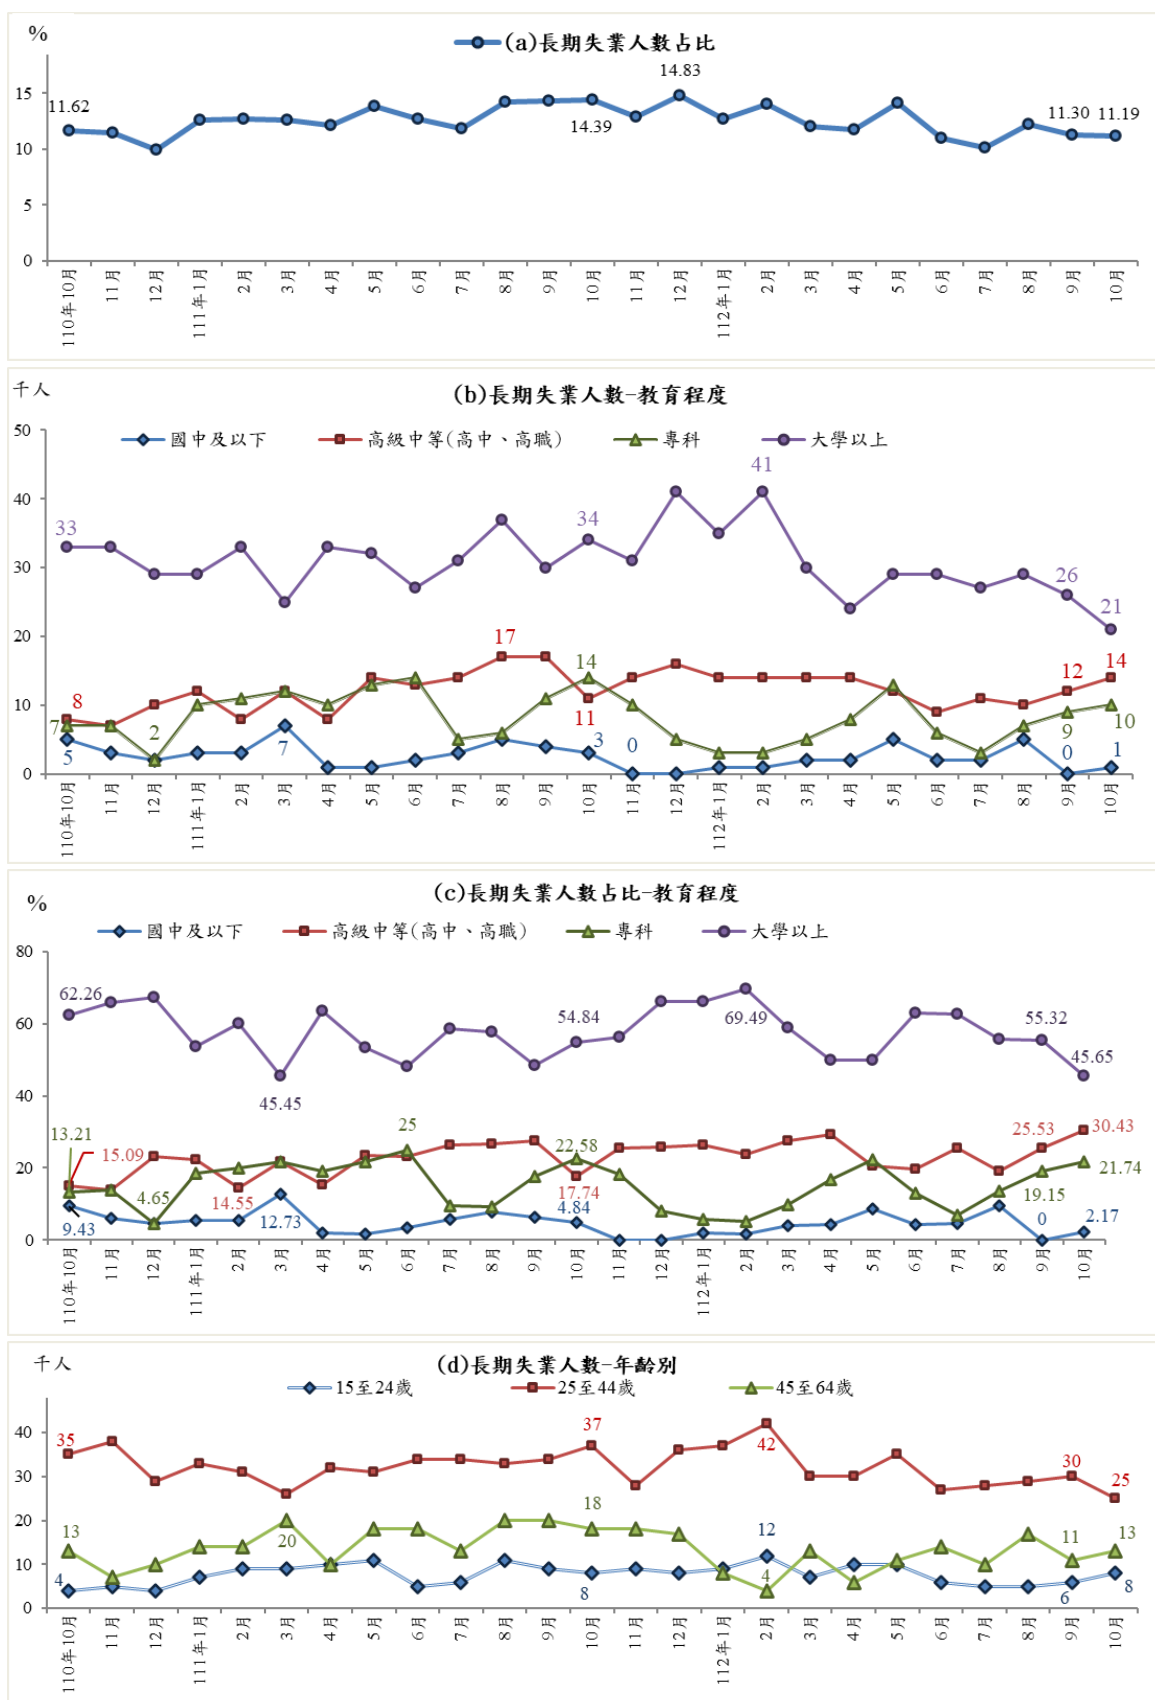 %
(a)長期失業人數占比
15
10
5
0
11.62
14.39
14.83
11.30
11.19
110年10月
11月
12月
111年1月
2月
3月
4月
5月
6月
7月
8月
9月
10月
11月
12月
112年1月
2月
3月
4月
5月
6月
7月
8月
9月
10月
千人
(b)長期失業人數-教育程度
國中及以下
高級中等(高中、高職)
專科
大學以上
50
40
30
20
10
0
33
34
41
26
21
8
17
11
12
14
7
2
14
9
10
5
7
3
0
0
1
110年10月
11月
12月
111年1月
2月
3月
4月
5月
6月
7月
8月
9月
10月
11月
12月
112年1月
2月
3月
4月
5月
6月
7月
8月
9月
10月
(c)長期失業人數占比-教育程度
%
國中及以下
高級中等(高中、高職)
專科
大學以上
80
60
40
20
0
62.26
45.45
54.84
69.49
55.32
45.65
13.21
15.09
4.65
14.55
25
22.58
17.74
25.53
30.43
19.15
21.74
9.43
12.73
4.84
0
2.17
110年10月
11月
12月
111年1月
2月
3月
4月
5月
6月
7月
8月
9月
10月
11月
12月
112年1月
2月
3月
4月
5月
6月
7月
8月
9月
10月
千人
(d)長期失業人數-年齡別
15至24歲
25至44歲
45至64歲
40
30
20
10
0
35
37
42
30
25
13
20
18
4
11
13
4
8
12
6
8
110年10月
11月
12月
111年1月
2月
3月
4月
5月
6月
7月
8月
9月
10月
11月
12月
112年1月
2月
3月
4月
5月
6月
7月
8月
9月
10月